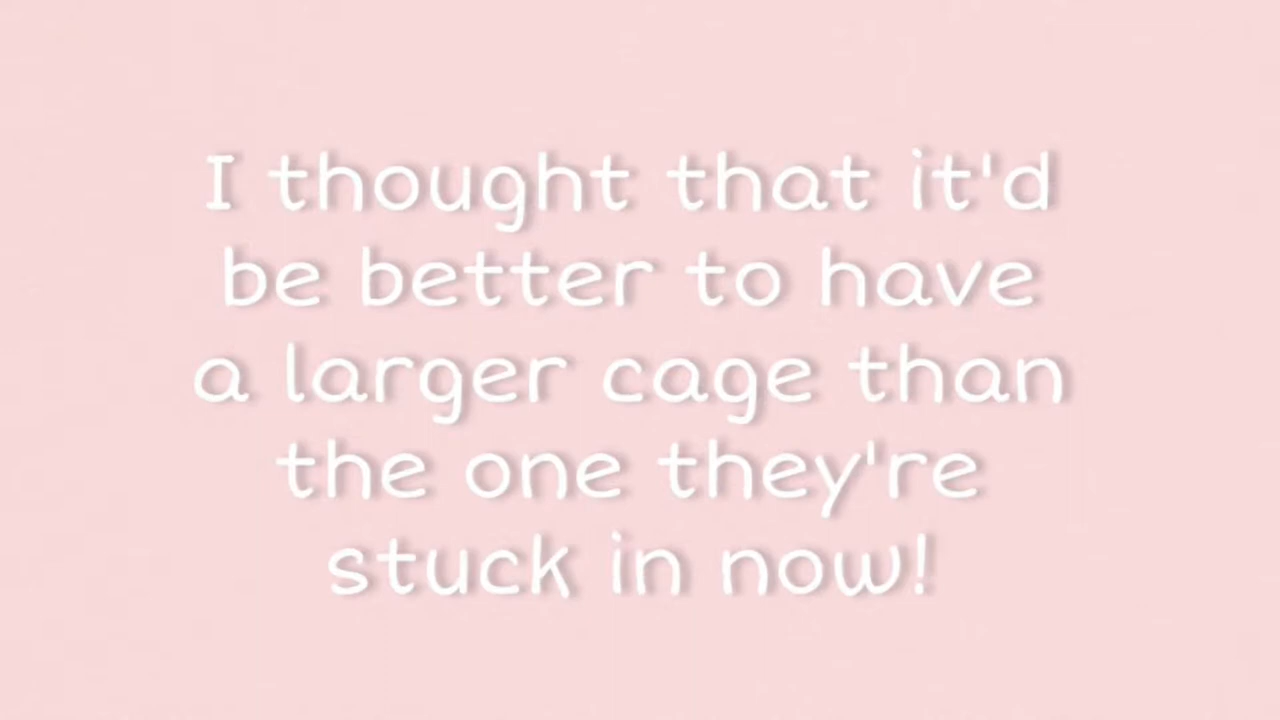 I thought that it'd
be better to have
a larger cage than
the one they're
stuck in now!